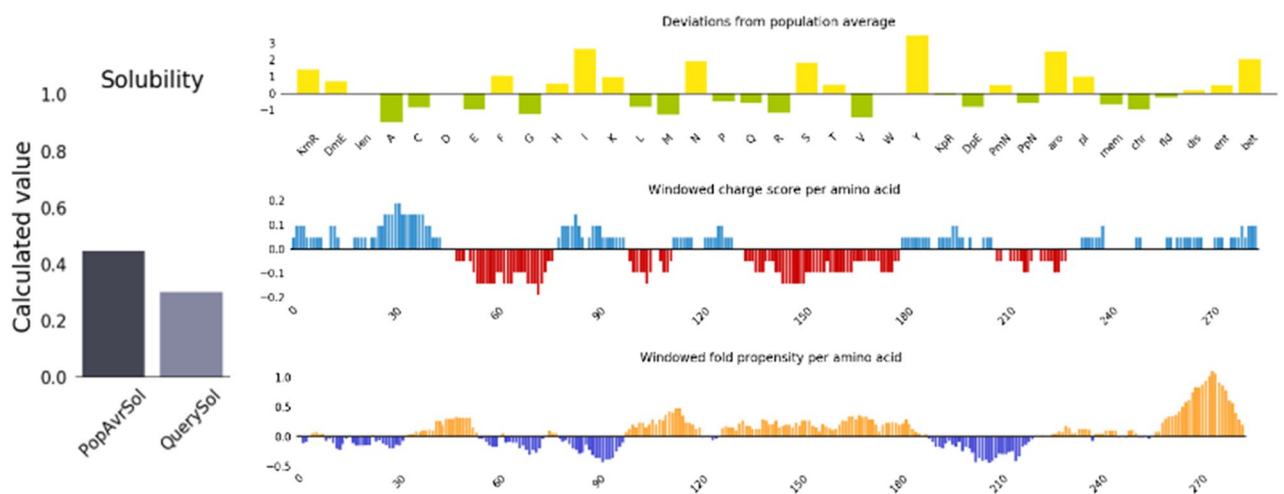 Solubility
Calculated value
1.0
0.8
0.6
0.4
0.2
0.0
PopAvrSol
QuerySol
Deviations from population average
3
2
1
0
−1
KmR DmE len A C D E F G H I K L M N P Q R S T V W Y KpR DpE PmN PpN aro pI mem chr fld dis ent bet
Windowed charge score per amino acid
0.2
0.1
0.0
−0.1
−0.2
0 30 60 90 120 150 180 210 240 270
Windowed fold propensity per amino acid
1.0
0.5
0.0
−0.5
0 30 60 90 120 150 180 210 240 270